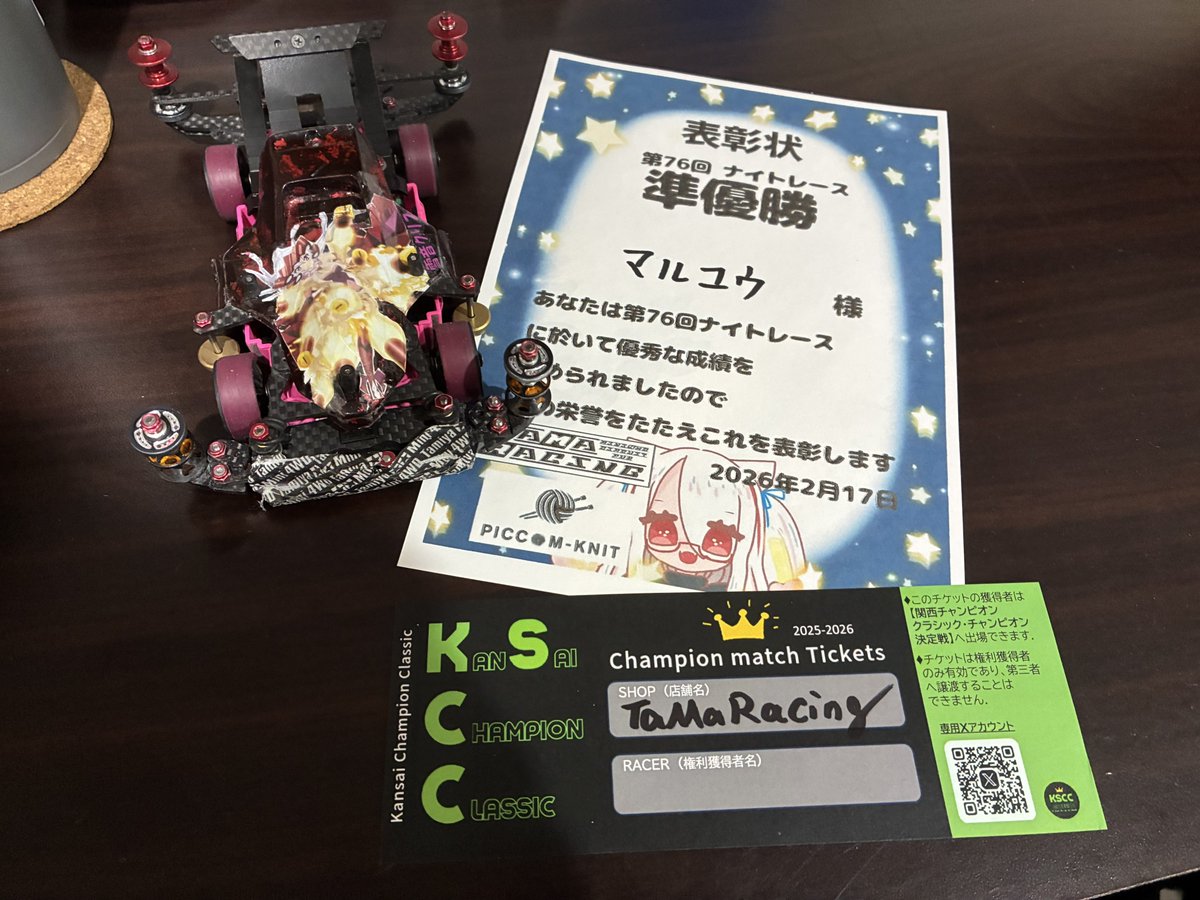 表彰状
第76回 ナイトレース
準優勝
マルユウ 様
あなたは第76回ナイトレース
に於いて優秀な成績を
められましたので
の栄誉をたたえこれを表彰します
2026年2月17日
RACING
PICCOM-KNIT
Kansai Champion Classic
KANSAI
CHAMPION
CLASSIC
2025-2026
Champion match Tickets
SHOP（店舗名）
TaMaRacing
RACER（権利獲得者名）
♦このチケットの獲得者は
【関西チャンピオン
クラシック・チャンピオン
決定戦】へ出場できます.
♦チケットは権利獲得者
のみ有効であり、第三者
へ譲渡することは
できません.
専用Xアカウント
KSCC